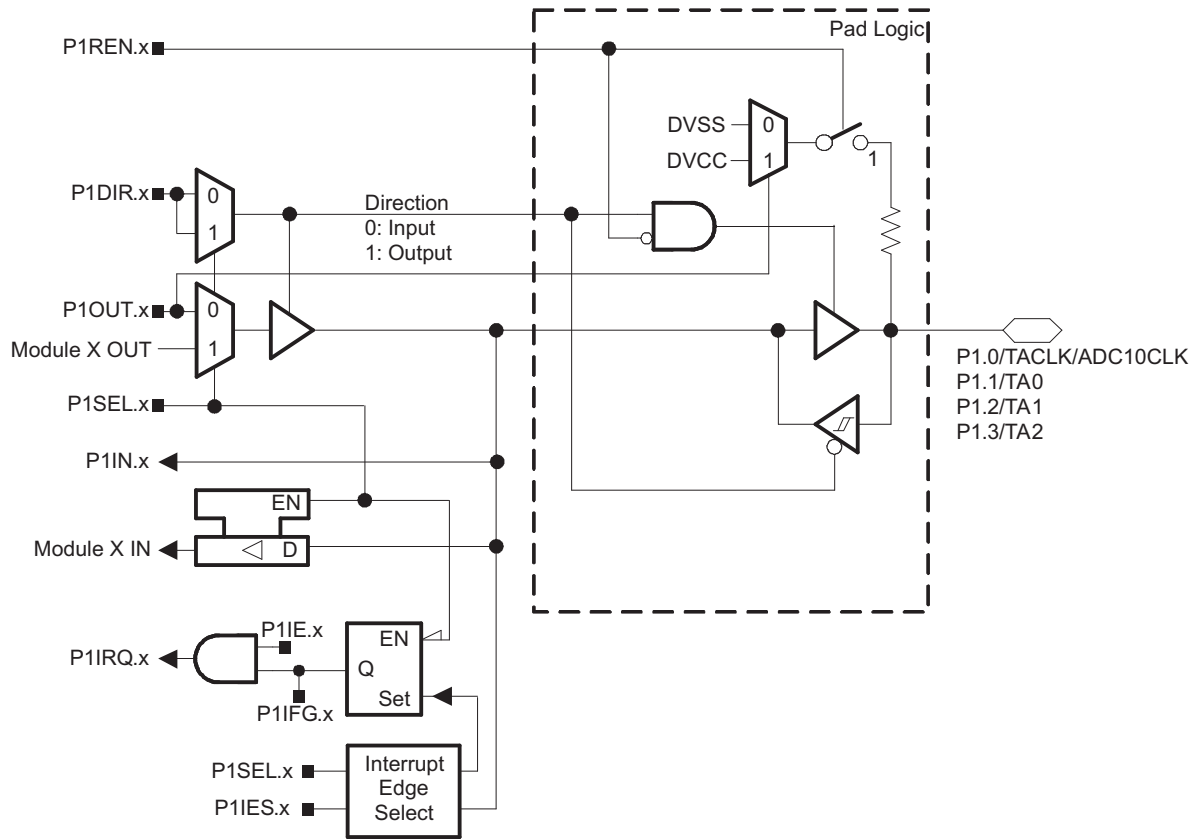 Pad Logic
P1REN.x
DVSS
0
DVCC
1
1
P1DIR.x
0
1
Direction
0: Input
1: Output
P1OUT.x
0
Module X OUT
1
P1.0/TACLK/ADC10CLK
P1.1/TA0
P1.2/TA1
P1.3/TA2
P1SEL.x
P1IN.x
EN
Module X IN
D
P1IE.x
EN
P1IRQ.x
Q
Set
P1IFG.x
P1SEL.x
P1IES.x
Interrupt
Edge
Select